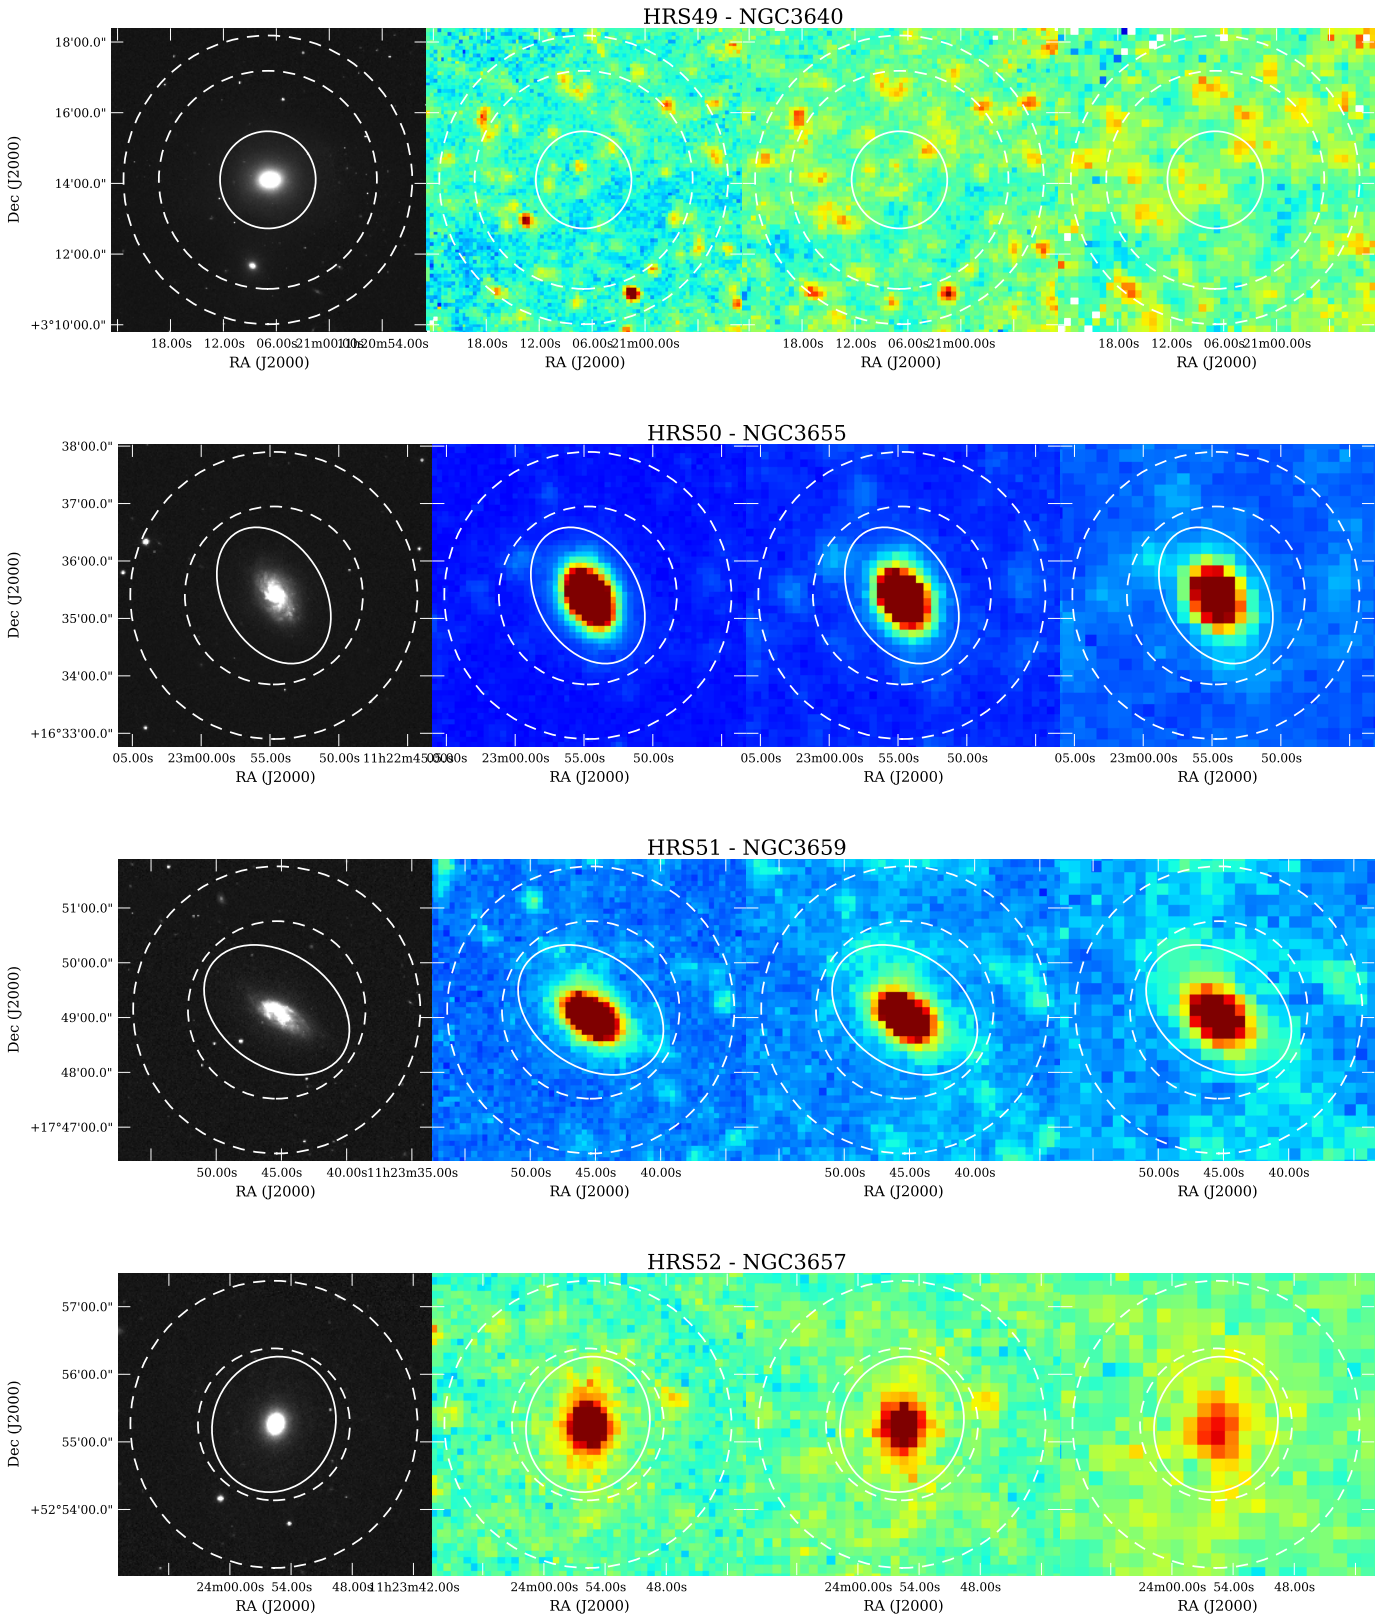 HRS49 - NGC3640
18'00.0"
16'00.0"
14'00.0"
12'00.0"
+3°10'00.0"
Dec (J2000)
18.00s 12.00s 06.00s 21m00.00s 11h20m54.00s 18.00s 12.00s 06.00s 21m00.00s 18.00s 12.00s 06.00s 21m00.00s 18.00s 12.00s 06.00s 21m00.00s
RA (J2000) RA (J2000) RA (J2000) RA (J2000)
HRS50 - NGC3655
38'00.0"
37'00.0"
36'00.0"
35'00.0"
34'00.0"
+16°33'00.0"
Dec (J2000)
05.00s 23m00.00s 55.00s 50.00s 11h22m45.00s 05.00s 23m00.00s 55.00s 50.00s 05.00s 23m00.00s 55.00s 50.00s 05.00s 23m00.00s 55.00s 50.00s
RA (J2000) RA (J2000) RA (J2000) RA (J2000)
HRS51 - NGC3659
51'00.0"
50'00.0"
49'00.0"
48'00.0"
+17°47'00.0"
Dec (J2000)
50.00s 45.00s 40.00s 11h23m35.00s 50.00s 45.00s 40.00s 50.00s 45.00s 40.00s 50.00s 45.00s 40.00s
RA (J2000) RA (J2000) RA (J2000) RA (J2000)
HRS52 - NGC3657
57'00.0"
56'00.0"
55'00.0"
+52°54'00.0"
Dec (J2000)
24m00.00s 54.00s 48.00s 11h23m42.00s 24m00.00s 54.00s 48.00s 24m00.00s 54.00s 48.00s 24m00.00s 54.00s 48.00s
RA (J2000) RA (J2000) RA (J2000) RA (J2000)